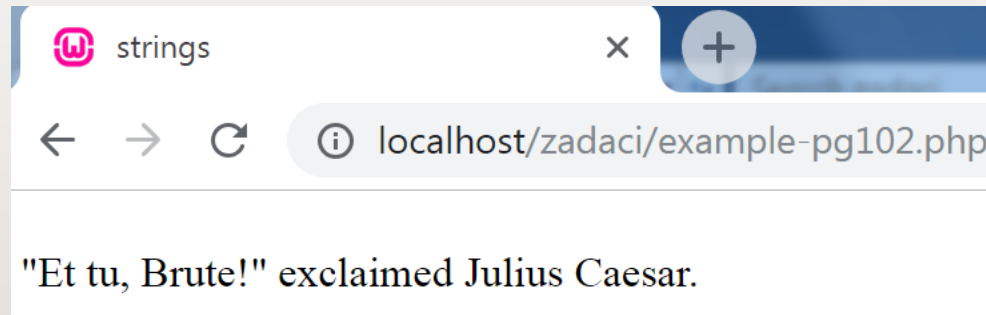 strings
localhost/zadaci/example-pg102.php
"Et tu, Brute!" exclaimed Julius Caesar.